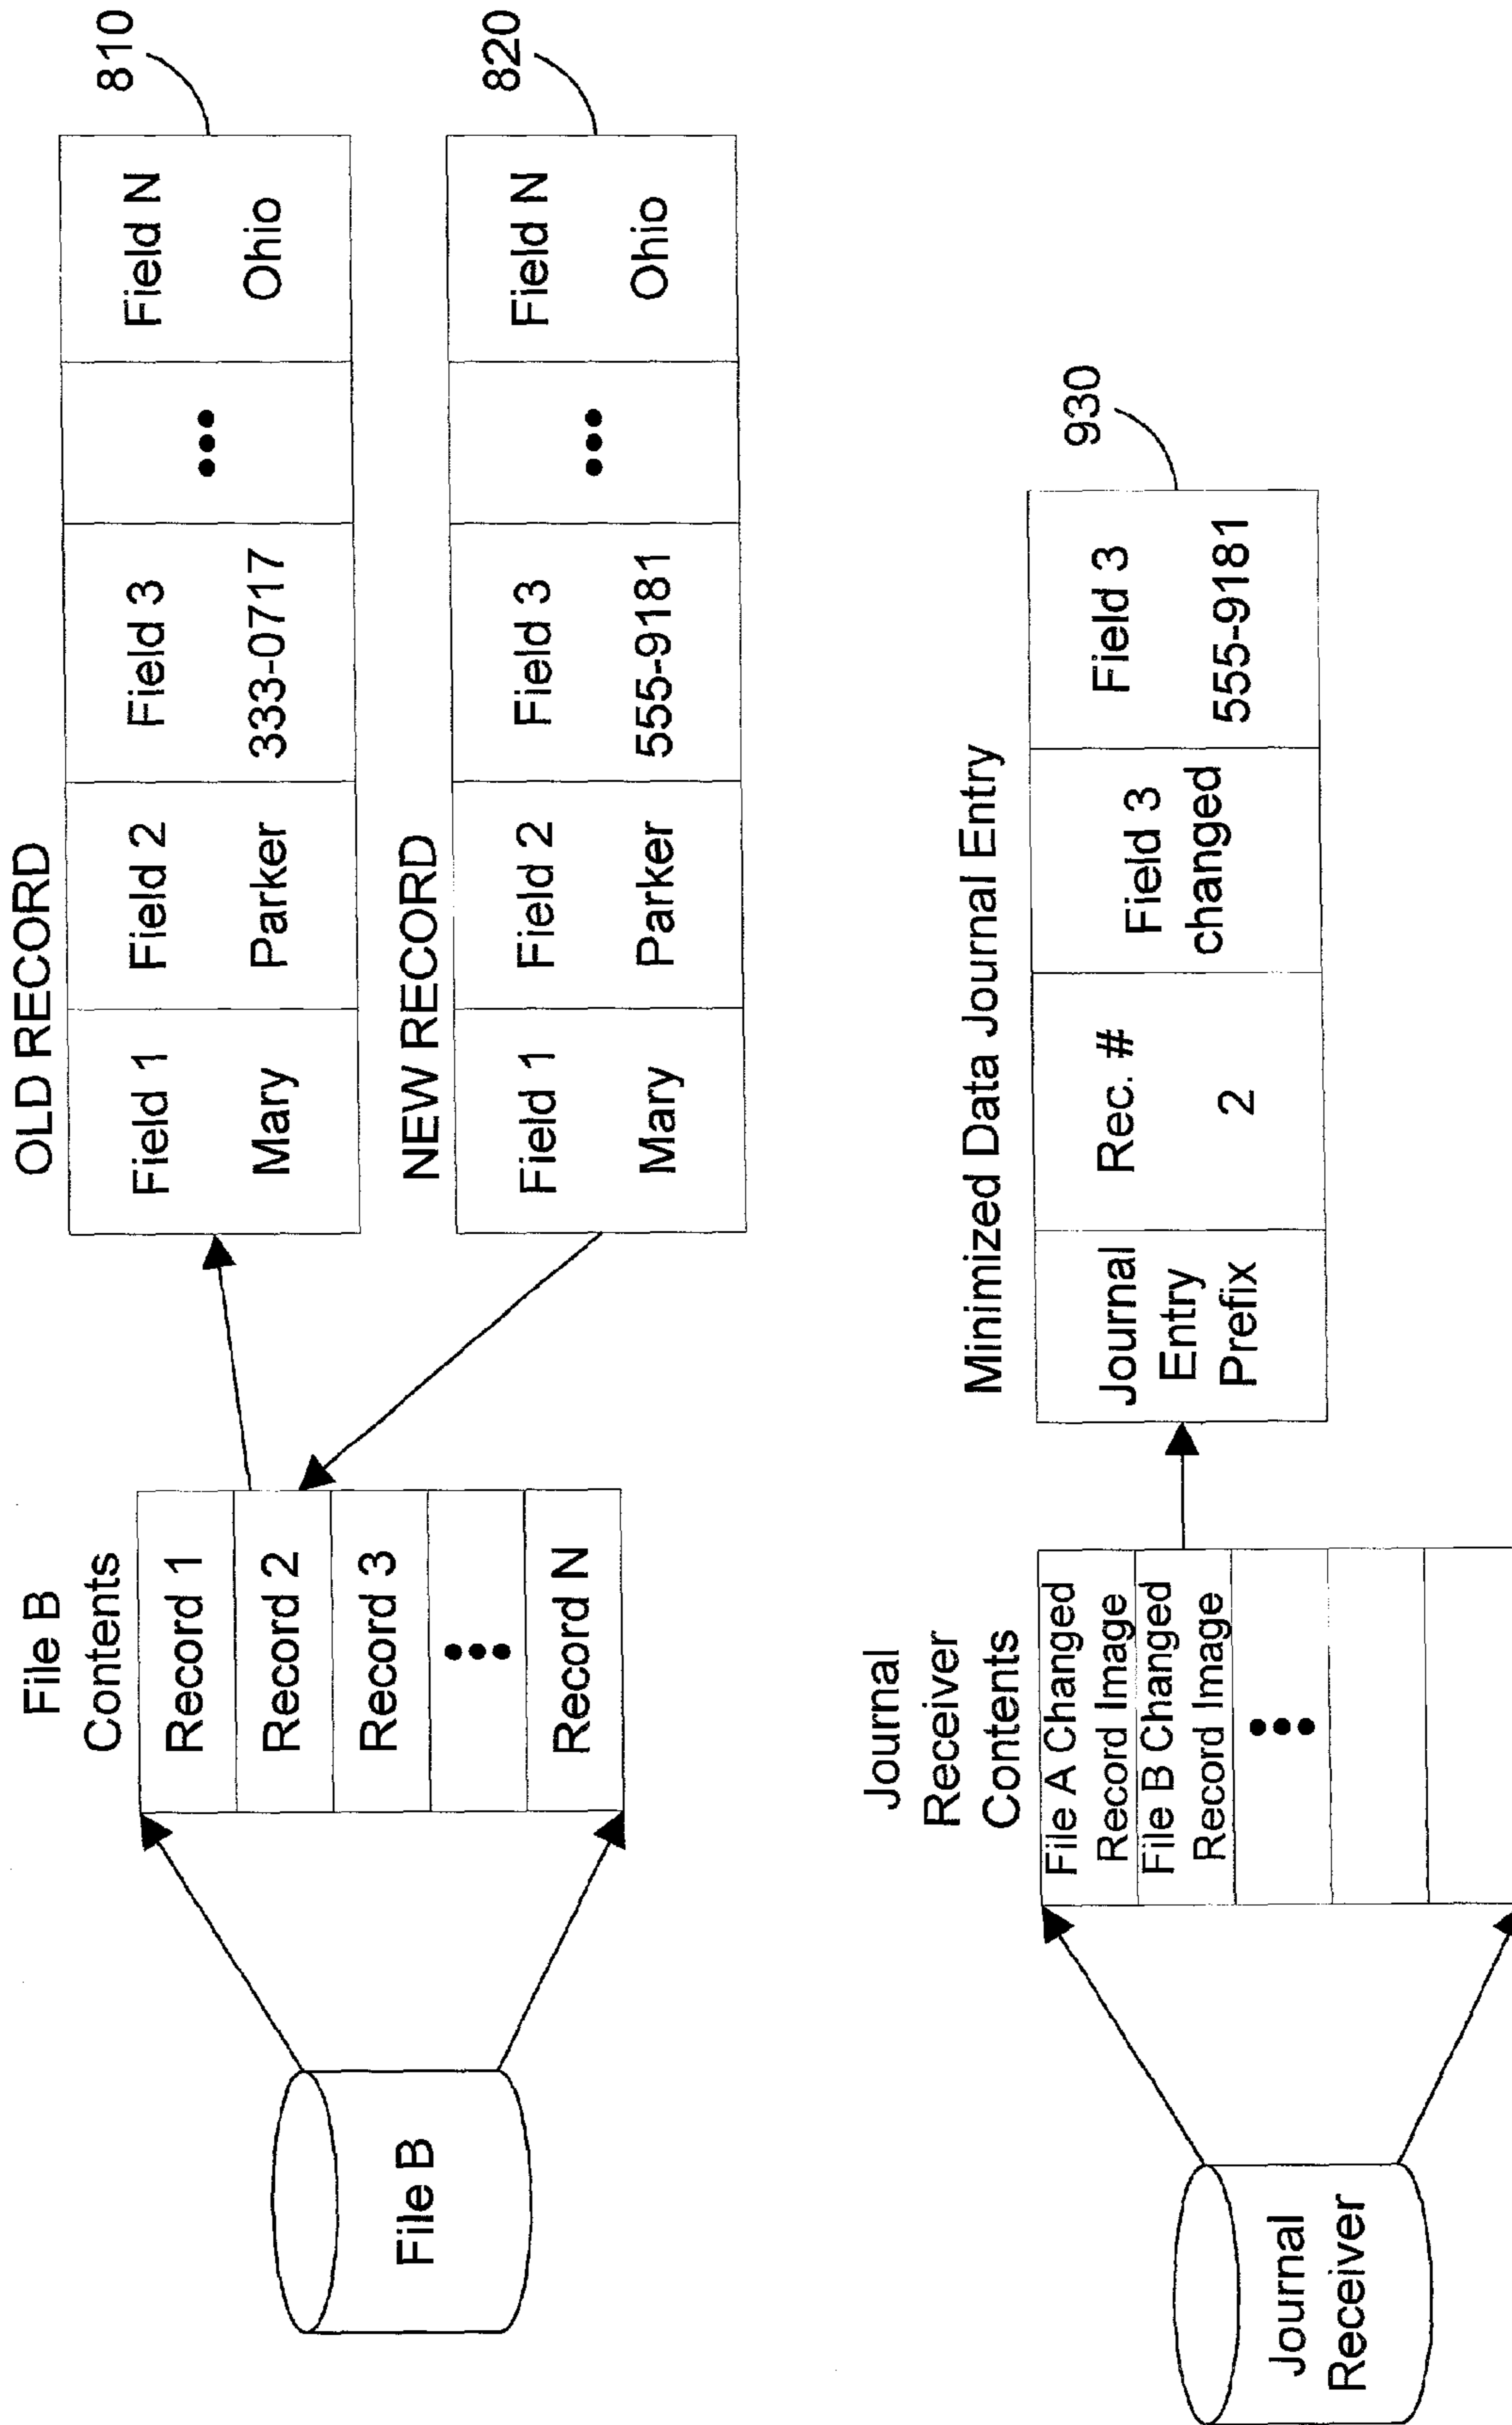 OLD RECORD
810
Field 1 Field 2 Field 3 ••• Field N
Mary Parker 333-0717 Ohio
NEW RECORD
820
Field 1 Field 2 Field 3 ••• Field N
Mary Parker 555-9181 Ohio
File B
File B
Contents
Record 1
Record 2
Record 3
•••
Record N
Minimized Data Journal Entry
930
Journal
Entry
Prefix
Rec. #
2
Field 3
changed
Field 3
555-9181
Journal
Receiver
Contents
File A Changed
Record Image
File B Changed
Record Image
•••
Journal
Receiver